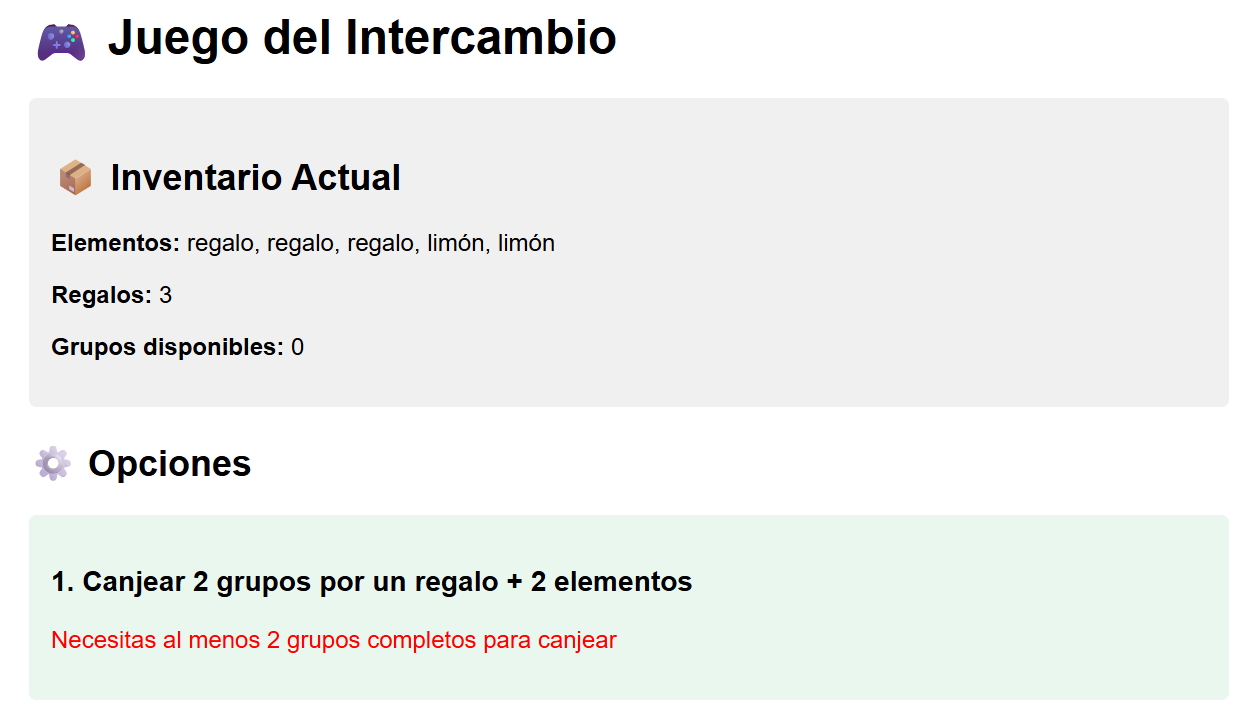 Juego del Intercambio
Inventario Actual
Elementos: regalo, regalo, regalo, limón, limón
Regalos: 3
Grupos disponibles: 0
Opciones
1. Canjear 2 grupos por un regalo + 2 elementos
Necesitas al menos 2 grupos completos para canjear